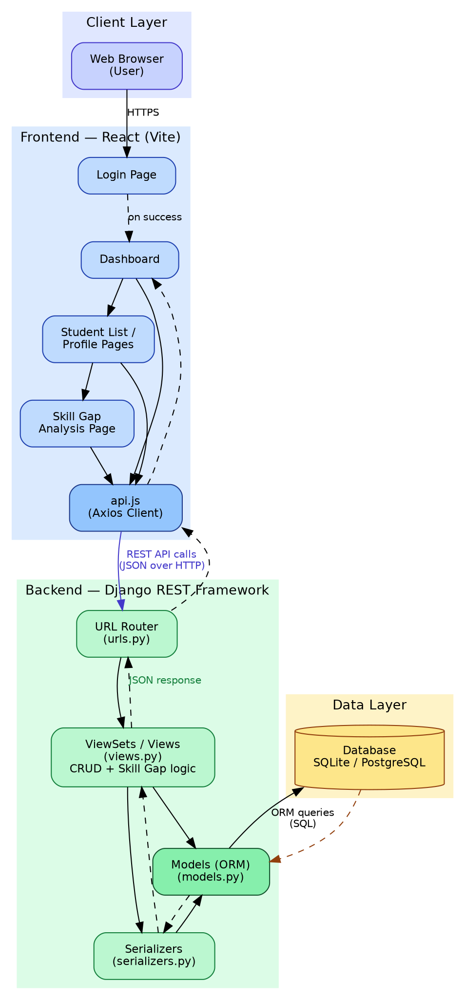 Client Layer
Web Browser
(User)
HTTPS
Frontend — React (Vite)
Login Page
on success
Dashboard
Student List /
Profile Pages
Skill Gap
Analysis Page
api.js
(Axios Client)
REST API calls
(JSON over HTTP)
Backend — Django REST Framework
URL Router
(urls.py)
JSON response
ViewSets / Views
(views.py)
CRUD + Skill Gap logic
Data Layer
Database
SQLite / PostgreSQL
ORM queries
(SQL)
Models (ORM)
(models.py)
Serializers
(serializers.py)